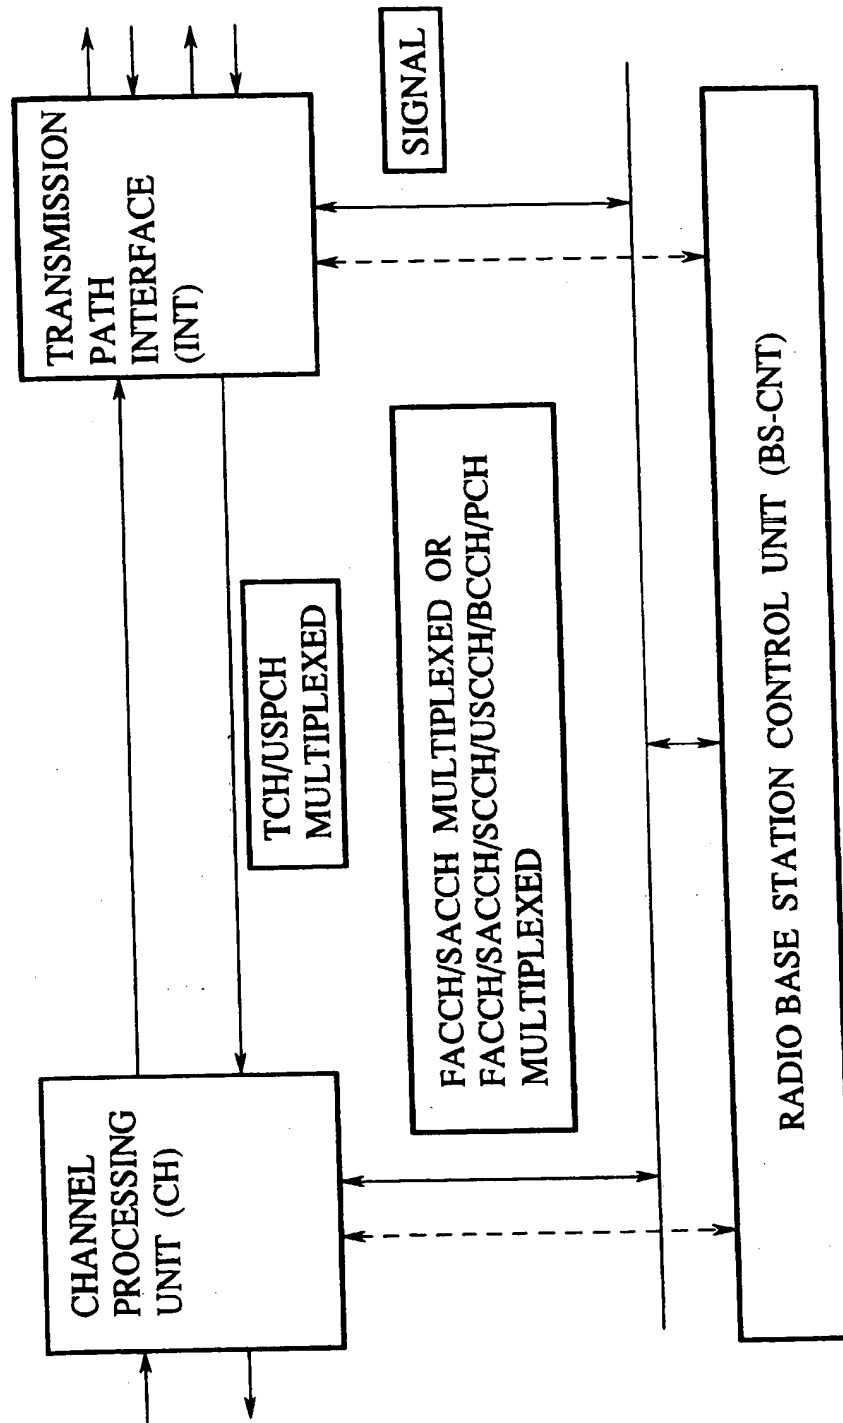 CHANNEL
PROCESSING
UNIT (CH)
TCH/USPCH
MULTIPLEXED
TRANSMISSION
PATH
INTERFACE
(INT)
FACCH/SACCH MULTIPLEXED OR
FACCH/SACCH/SCCH/USCCH/BCCH/PCH
MULTIPLEXED
SIGNAL
RADIO BASE STATION CONTROL UNIT (BS-CNT)